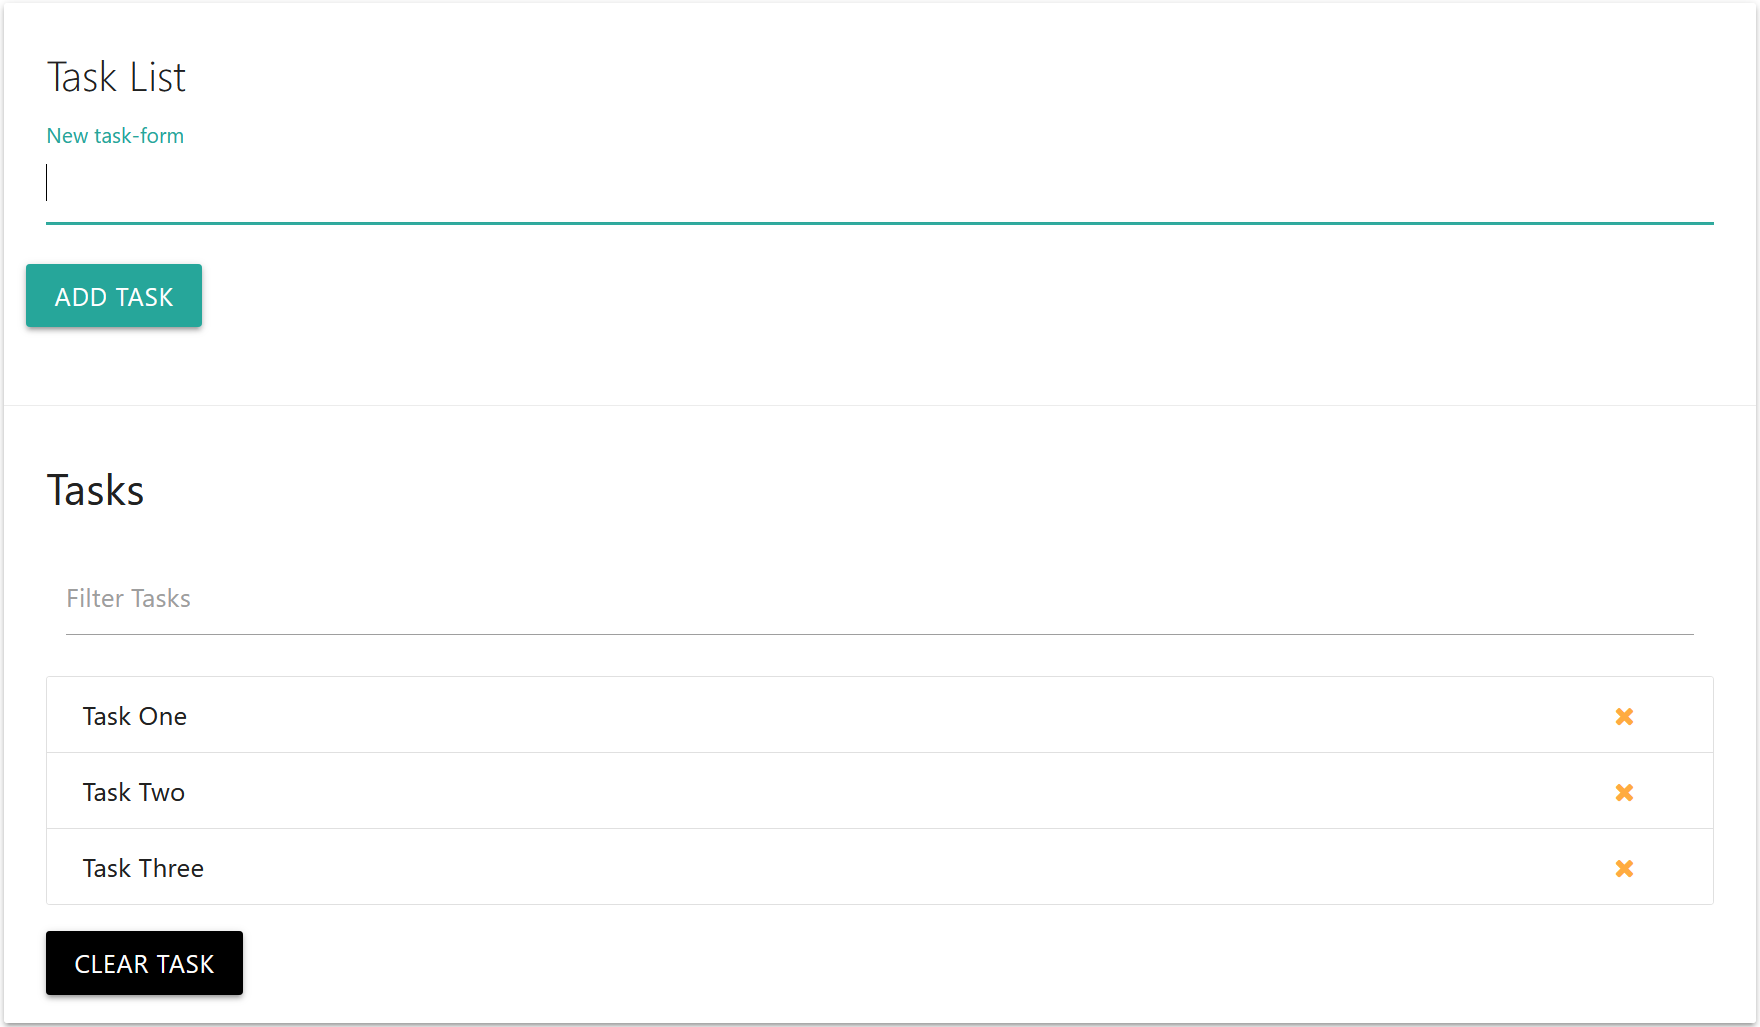 Task List
New task-form
ADD TASK
Tasks
Filter Tasks
Task One
Task Two
Task Three
CLEAR TASK